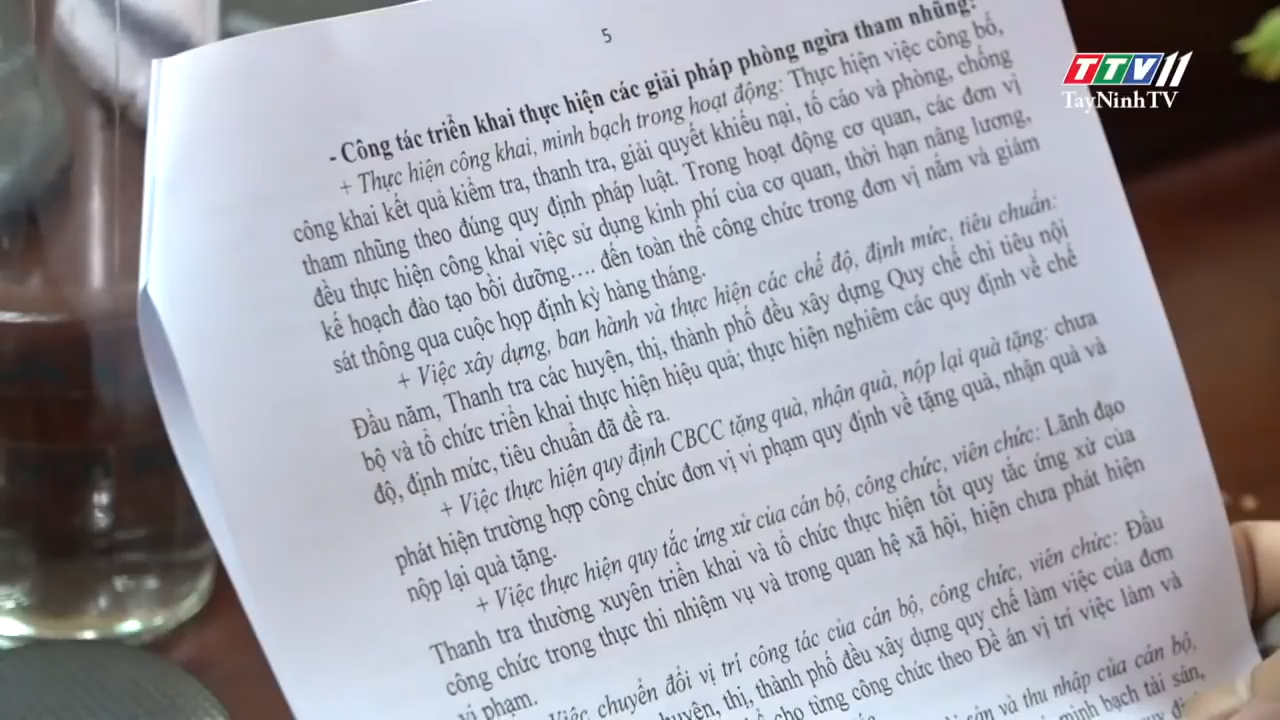 5
TTV11
TayNinhTV
- Công tác triển khai thực hiện các giải pháp phòng ngừa tham nhũng:
+ Thực hiện công khai, minh bạch trong hoạt động: Thực hiện việc công bố,
công khai kết quả kiểm tra, thanh tra, giải quyết khiếu nại, tố cáo và phòng, chống
tham nhũng theo đúng quy định pháp luật. Trong hoạt động cơ quan, các đơn vị
đều thực hiện công khai việc sử dụng kinh phí của cơ quan, thời hạn nâng lương,
kế hoạch đào tạo bồi dưỡng…. đến toàn thể công chức trong đơn vị nắm và giám
sát thông qua cuộc họp định kỳ hàng tháng.
+ Việc xây dựng, ban hành và thực hiện các chế độ, định mức, tiêu chuẩn:
Đầu năm, Thanh tra các huyện, thị, thành phố đều xây dựng Quy chế chi tiêu nội
bộ và tổ chức triển khai thực hiện hiệu quả; thực hiện nghiêm các quy định về chế
độ, định mức, tiêu chuẩn đã đề ra.
+ Việc thực hiện quy định CBCC tặng quà, nhận quà, nộp lại quà tặng: chưa
phát hiện trường hợp công chức đơn vị vi phạm quy định về tặng quà, nhận quà và
nộp lại quà tặng.
+ Việc thực hiện quy tắc ứng xử của cán bộ, công chức, viên chức: Lãnh đạo
Thanh tra thường xuyên triển khai và tổ chức thực hiện tốt quy tắc ứng xử của
công chức trong thực thi nhiệm vụ và trong quan hệ xã hội, hiện chưa phát hiện
vi phạm.
Việc chuyển đổi vị trí công tác của cán bộ, công chức, viên chức: Đầu
huyện, thị, thành phố đều xây dựng quy chế làm việc của đơn
cho từng công chức theo Đề án vị trí việc làm và
sản và thu nhập của cán bộ,
minh bạch tài sản,